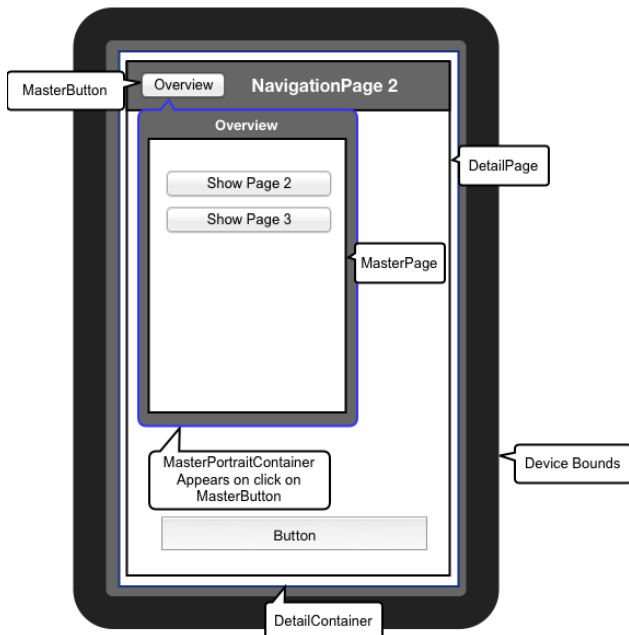 MasterButton
Overview
NavigationPage 2
Overview
DetailPage
Show Page 2
Show Page 3
MasterPage
MasterPortraitContainer
Appears on click on
MasterButton
Device Bounds
Button
DetailContainer